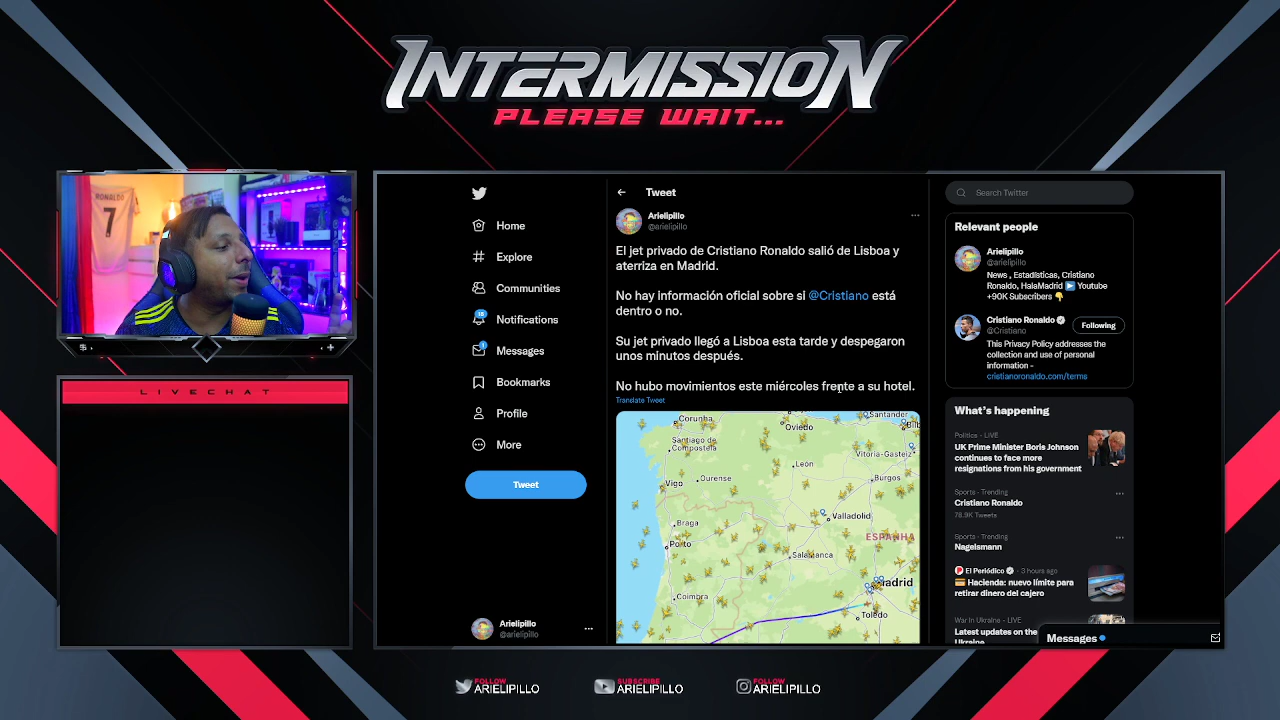 INTERMISSION
PLEASE WAIT...
RONALDO
7
LIVECHAT
Home
Explore
Communities
18
Notifications
1
Messages
Bookmarks
Profile
More
Tweet
Arielipillo
@arielipillo
Tweet
Arielipillo
@arielipillo
El jet privado de Cristiano Ronaldo salió de Lisboa y
aterriza en Madrid.
No hay información oficial sobre si @Cristiano está
dentro o no.
Su jet privado llegó a Lisboa esta tarde y despegaron
unos minutos después.
No hubo movimientos este miércoles frente a su hotel.
Translate Tweet
Corunha
Santiago de
Compostela
Oviedo
Santander
Bilb
León
Vitoria-Gasteiz
Vigo
Ourense
Burgos
Braga
Valladolid
Porto
ESPANHA
Salamanca
Coimbra
Madrid
Toledo
Search Twitter
Relevant people
Arielipillo
@arielipillo
News , Estadísticas, Cristiano
Ronaldo, HalaMadrid ▶ Youtube
+90K Subscribers 👇
Cristiano Ronaldo
@Cristiano
Following
This Privacy Policy addresses the
collection and use of personal
information -
cristianoronaldo.com/terms
What's happening
Politics · LIVE
UK Prime Minister Boris Johnson
continues to face more
resignations from his government
Sports · Trending
Cristiano Ronaldo
78.9K Tweets
Sports · Trending
Nagelsmann
El Periódico · 3 hours ago
💳 Hacienda: nuevo límite para
retirar dinero del cajero
War in Ukraine · LIVE
Latest updates on the
Ukraine
Messages
FOLLOW
ARIELIPILLO
SUBSCRIBE
ARIELIPILLO
FOLLOW
ARIELIPILLO